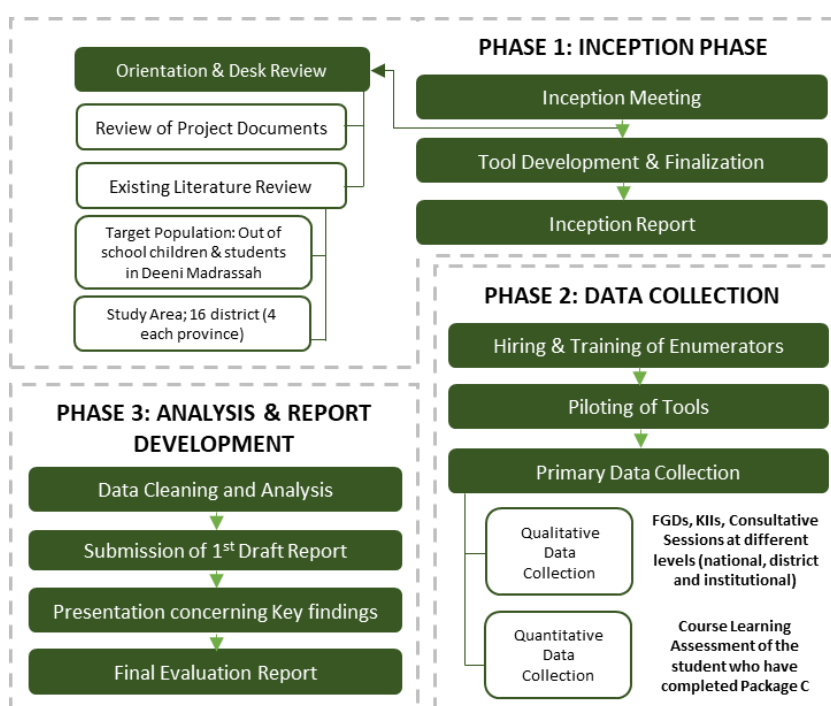 PHASE 1: INCEPTION PHASE
Orientation & Desk Review
Review of Project Documents
Existing Literature Review
Target Population: Out of
school children & students
in Deeni Madrassah
Study Area; 16 district (4
each province)
Inception Meeting
Tool Development & Finalization
Inception Report
PHASE 2: DATA COLLECTION
Hiring & Training of Enumerators
Piloting of Tools
Primary Data Collection
Qualitative
Data
Collection
FGDs, KIIs, Consultative
Sessions at different
levels (national, district
and institutional)
Quantitative
Data
Collection
Course Learning
Assessment of the
student who have
completed Package C
PHASE 3: ANALYSIS & REPORT
DEVELOPMENT
Data Cleaning and Analysis
Submission of 1st Draft Report
Presentation concerning Key findings
Final Evaluation Report